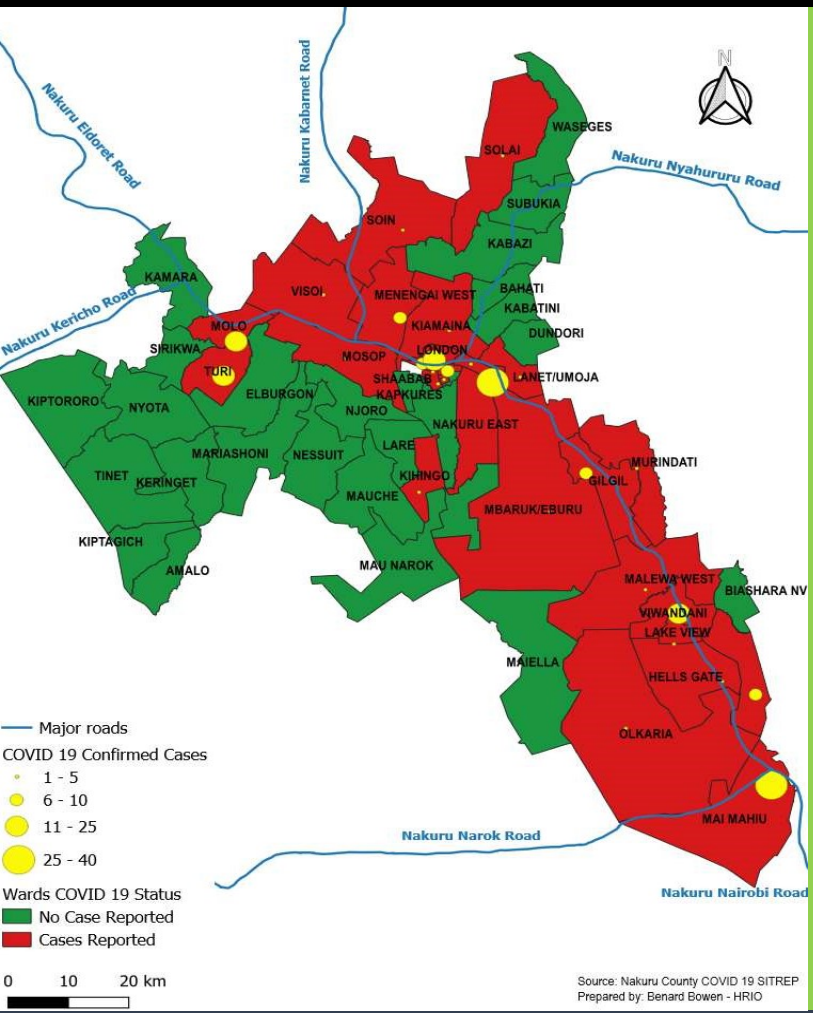 N
WASEGES
Nakuru Eldoret Road
Nakuru Kabarnet Road
SOLAI
Nakuru Nyahururu Road
SUBUKIA
SOIN
KABAZI
KAMARA
VISOI
MENENGAI WEST
BAHATI
Nakuru Kericho Road
KABATINI
MOLO
KIAMAINA
DUNDORI
SIRIKWA
MOSOP
LONDON
TURI
SHAABAB
LANET/UMOJA
KIPTORORO
NYOTA
ELBURGON
KAPKURES
NJORO
NAKURU EAST
MARIASHONI
NESSUIT
LARE
MURINDATI
TINET
KERINGET
KIHINGO
GILGIL
MAUCHE
MBARUK/EBURU
KIPTAGICH
AMALO
MAU NAROK
MALEWA WEST
BIASHARA NV
VIWANDANI
LAKE VIEW
MAIELLA
HELLS GATE
OLKARIA
MAI MAHIU
Nakuru Narok Road
Nakuru Nairobi Road
Major roads
COVID 19 Confirmed Cases
1 - 5
6 - 10
11 - 25
25 - 40
Wards COVID 19 Status
No Case Reported
Cases Reported
0 10 20 km
Source: Nakuru County COVID 19 SITREP
Prepared by: Benard Bowen - HRIO